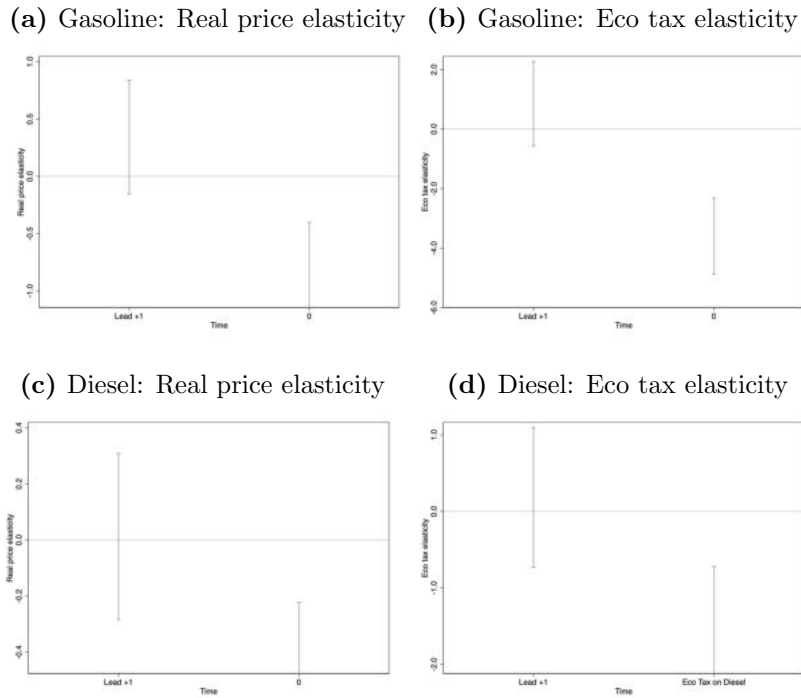 (a) Gasoline: Real price elasticity
(b) Gasoline: Eco tax elasticity
Real price elasticity
1.0
0.5
0.0
-0.5
-1.0
Lead +1
0
Time
Eco tax elasticity
2.0
0.0
-2.0
-4.0
-6.0
Lead +1
0
Time
(c) Diesel: Real price elasticity
(d) Diesel: Eco tax elasticity
Real price elasticity
0.4
0.2
0.0
-0.2
-0.4
Lead +1
0
Time
Eco tax elasticity
1.0
0.0
-1.0
-2.0
Lead +1
Eco Tax on Diesel
Time